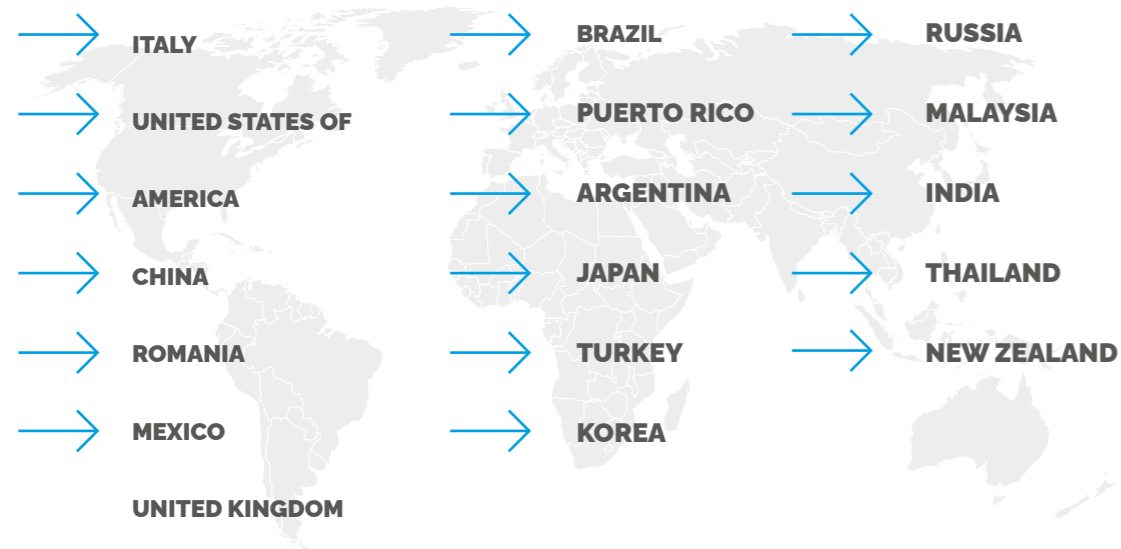 ITALY
UNITED STATES OF
AMERICA
CHINA
ROMANIA
MEXICO
UNITED KINGDOM
BRAZIL
PUERTO RICO
ARGENTINA
JAPAN
TURKEY
KOREA
RUSSIA
MALAYSIA
INDIA
THAILAND
NEW ZEALAND